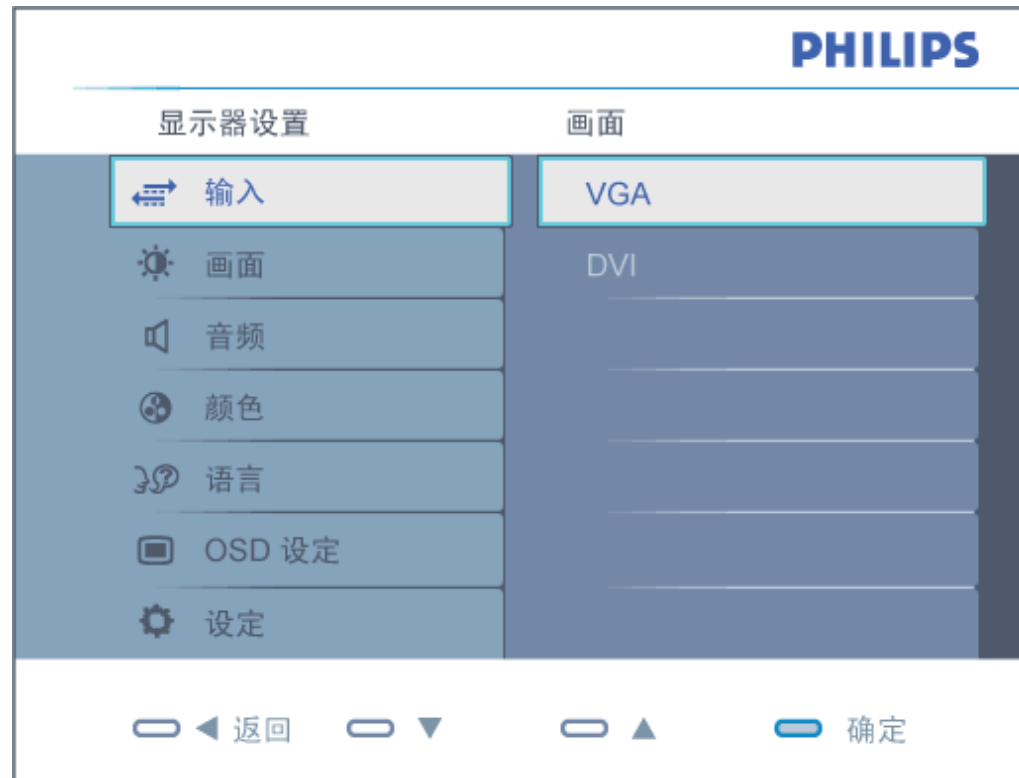 PHILIPS
显示器设置 画面
输入 VGA
画面 DVI
音频
颜色
语言
OSD 设定
设定
返回 确定